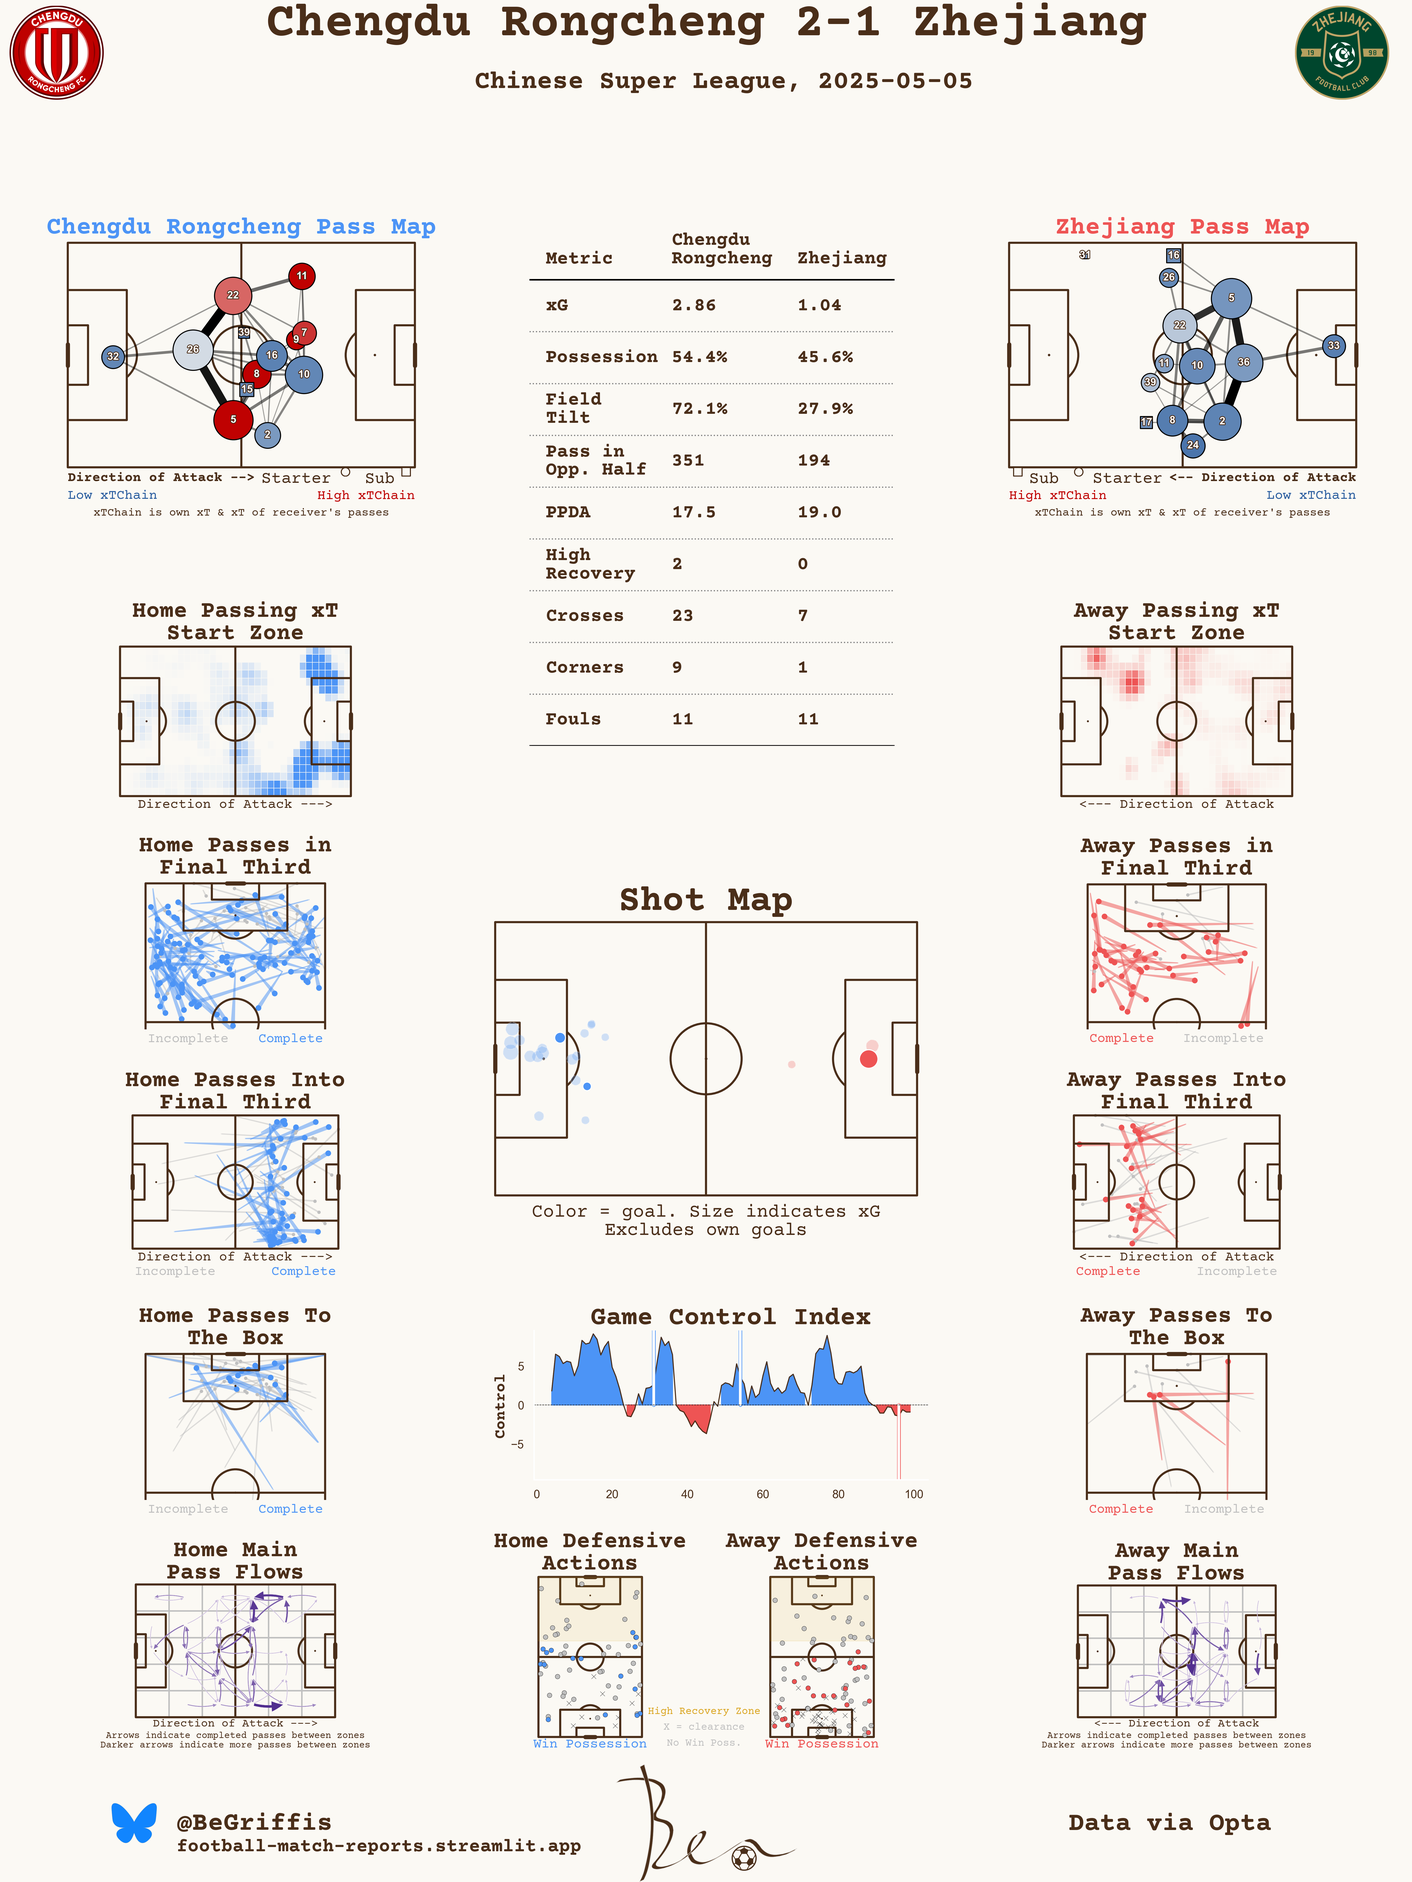 Chengdu Rongcheng 2-1 Zhejiang
Chinese Super League, 2025-05-05
CHENGDU
RONGCHENG FC
ZHEJIANG
19 98
FOOTBALL CLUB
Chengdu Rongcheng Pass Map
11
22
7
39
9
26
16
32
8
10
15
5
2
Direction of Attack --> Starter Sub
Low xTChain High xTChain
xTChain is own xT & xT of receiver's passes
Metric Chengdu Rongcheng Zhejiang
xG 2.86 1.04
Possession 54.4% 45.6%
Field Tilt 72.1% 27.9%
Pass in Opp. Half 351 194
PPDA 17.5 19.0
High Recovery 2 0
Crosses 23 7
Corners 9 1
Fouls 11 11
Zhejiang Pass Map
31
16
26
5
22
33
11
10
36
39
17
8
2
24
Sub Starter <-- Direction of Attack
High xTChain Low xTChain
xTChain is own xT & xT of receiver's passes
Home Passing xT
Start Zone
Direction of Attack --->
Away Passing xT
Start Zone
<--- Direction of Attack
Home Passes in
Final Third
Incomplete Complete
Away Passes in
Final Third
Complete Incomplete
Shot Map
Color = goal. Size indicates xG
Excludes own goals
Home Passes Into
Final Third
Direction of Attack --->
Incomplete Complete
Away Passes Into
Final Third
<--- Direction of Attack
Complete Incomplete
Home Passes To
The Box
Incomplete Complete
Game Control Index
Control
5
0
−5
0 20 40 60 80 100
Away Passes To
The Box
Complete Incomplete
Home Main
Pass Flows
Direction of Attack --->
Arrows indicate completed passes between zones
Darker arrows indicate more passes between zones
Home Defensive
Actions
Win Possession
High Recovery Zone
X = clearance
No Win Poss.
Away Defensive
Actions
Win Possession
Away Main
Pass Flows
<--- Direction of Attack
Arrows indicate completed passes between zones
Darker arrows indicate more passes between zones
@BeGriffis
football-match-reports.streamlit.app
Ben
Data via Opta